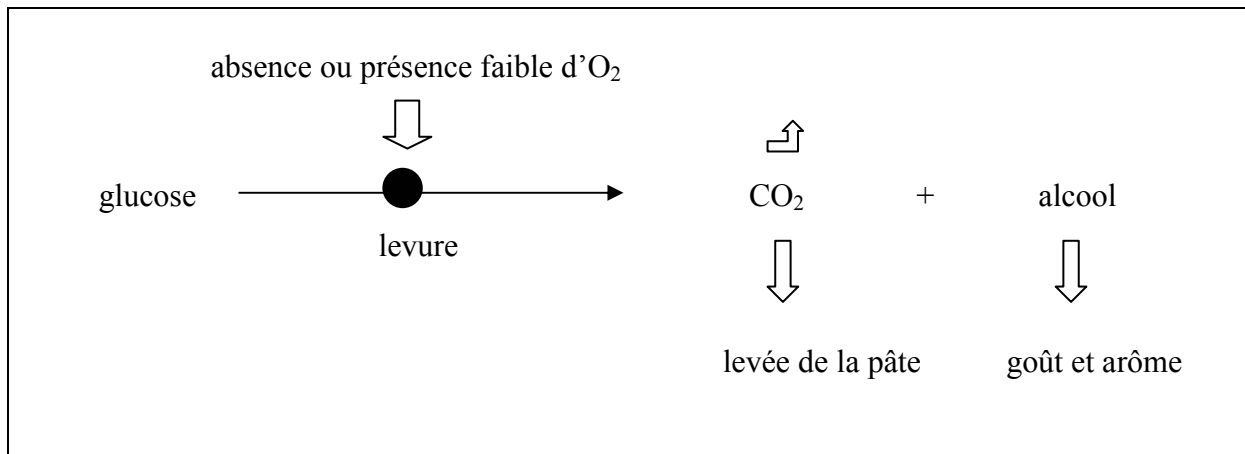 absence ou présence faible d’O₂
glucose CO₂ + alcool
levure
levée de la pâte goût et arôme